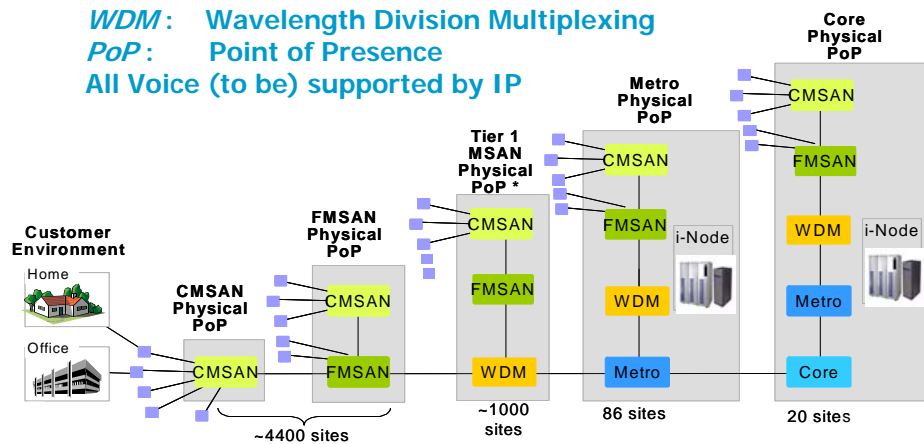 WDM : Wavelength Division Multiplexing
PoP : Point of Presence
All Voice (to be) supported by IP
Customer
Environment
Home
Office
CMSAN
Physical
PoP
CMSAN
FMSAN
Physical
PoP
CMSAN
FMSAN
~4400 sites
Tier 1
MSAN
Physical
PoP *
CMSAN
FMSAN
WDM
~1000
sites
Metro
Physical
PoP
CMSAN
FMSAN
WDM
Metro
i-Node
86 sites
Core
Physical
PoP
CMSAN
FMSAN
WDM
Metro
Core
i-Node
20 sites